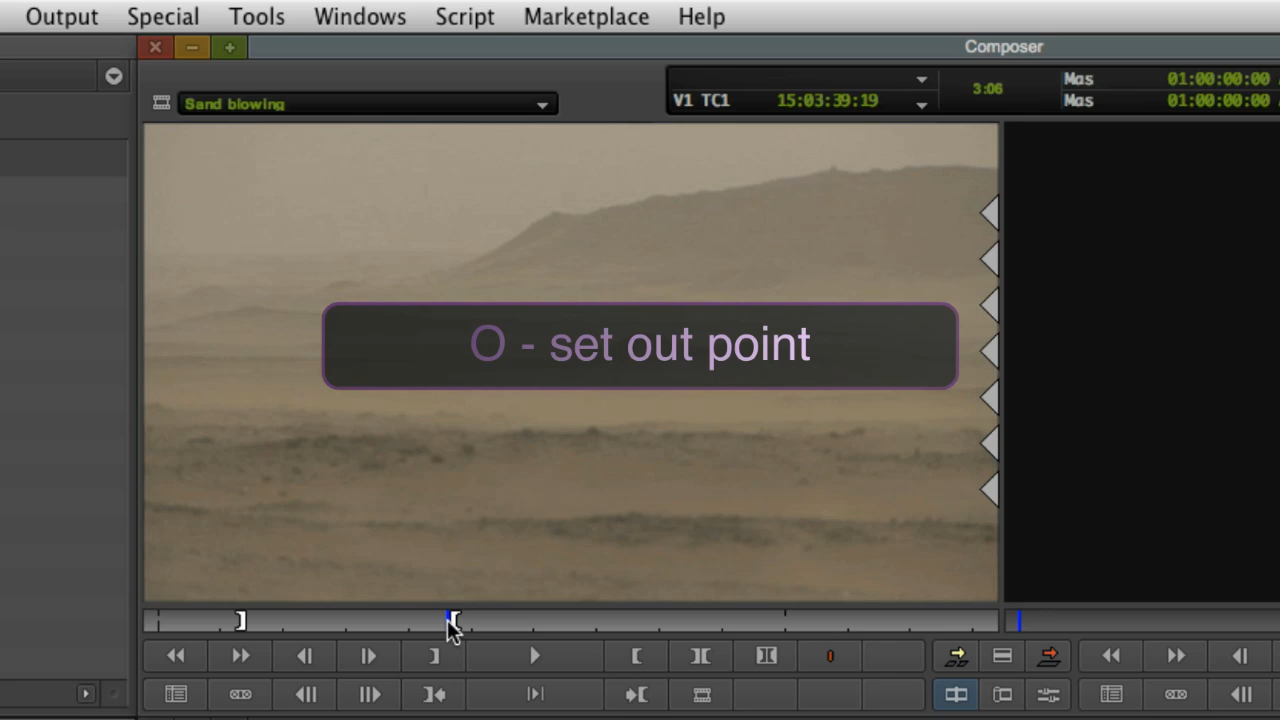 Output Special Tools Windows Script Marketplace Help
Composer
Mas 01:00:00:00
Sand blowing V1 TC1 15:03:39:19 3:06 Mas 01:00:00:00
O - set out point